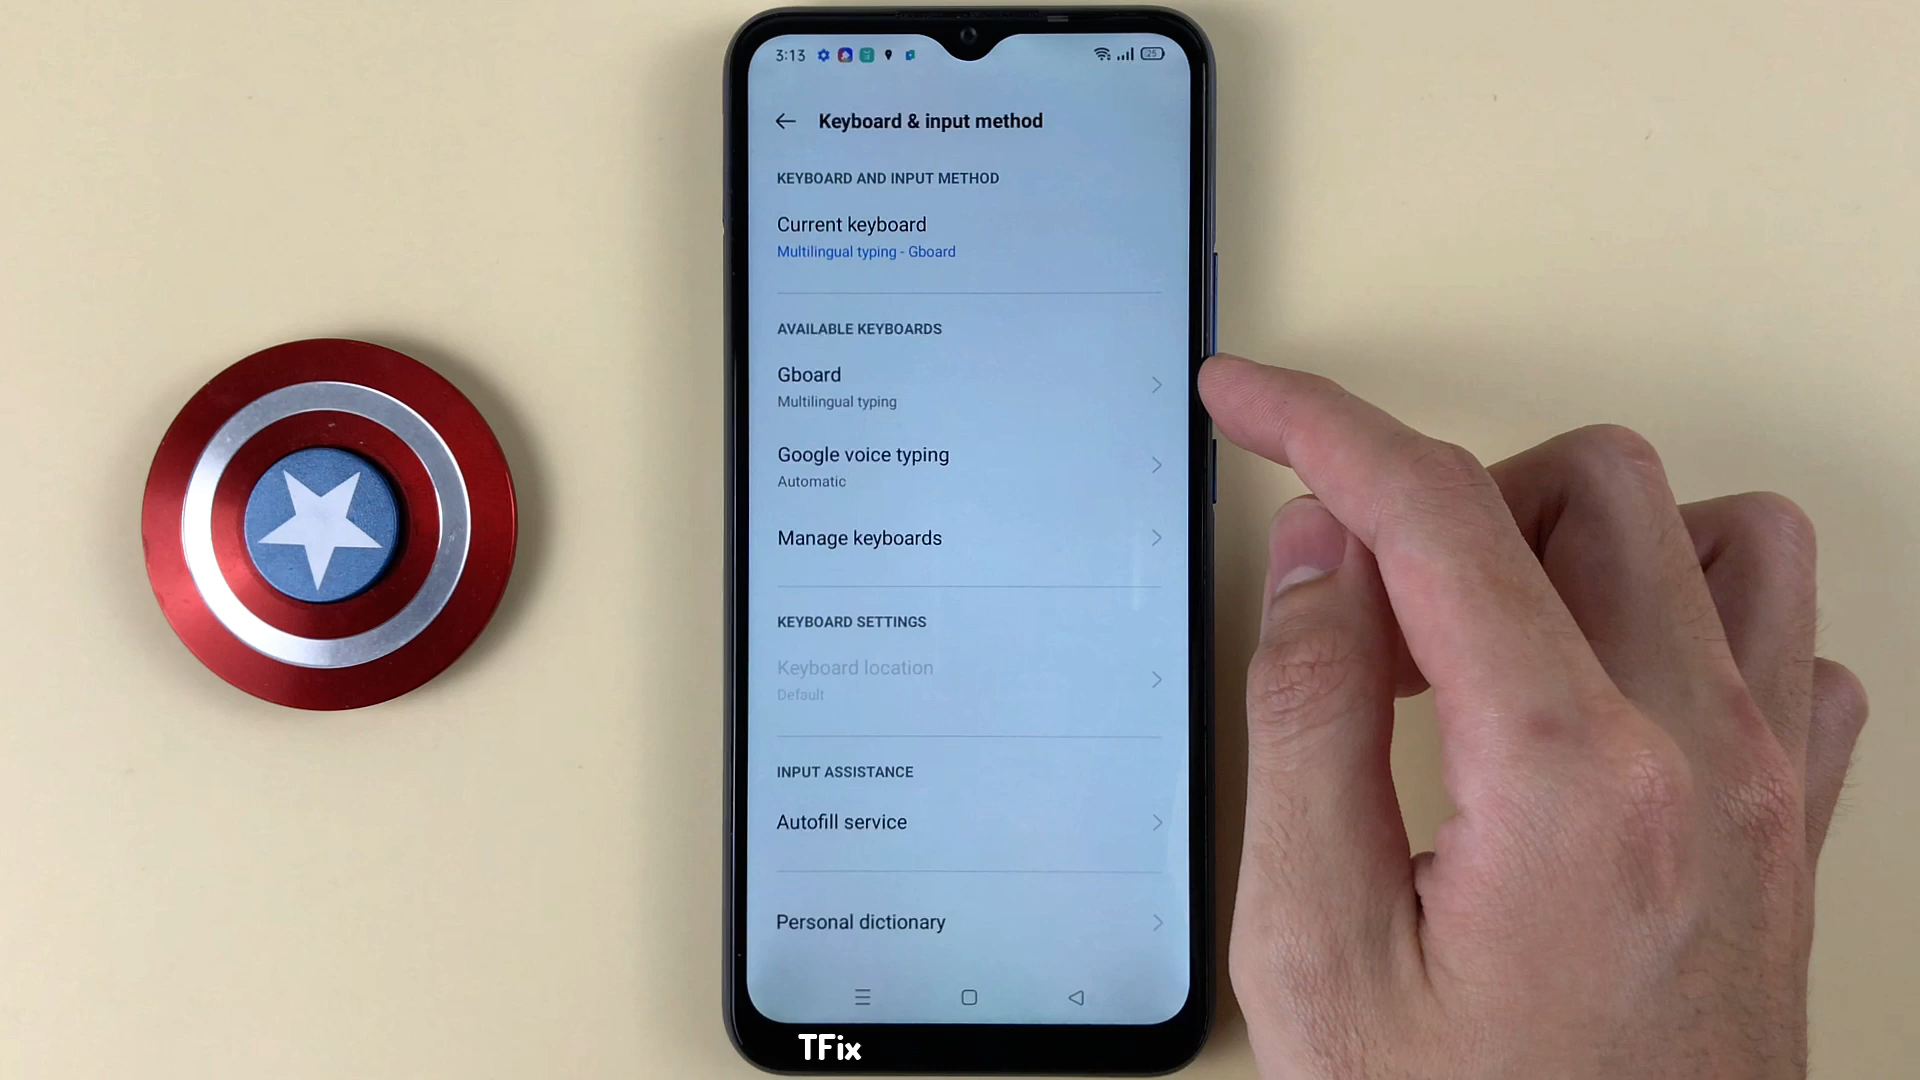 3:13
25
Keyboard & input method
KEYBOARD AND INPUT METHOD
Current keyboard
Multilingual typing - Gboard
AVAILABLE KEYBOARDS
Gboard
Multilingual typing
Google voice typing
Automatic
Manage keyboards
KEYBOARD SETTINGS
Keyboard location
Default
INPUT ASSISTANCE
Autofill service
Personal dictionary
TFix